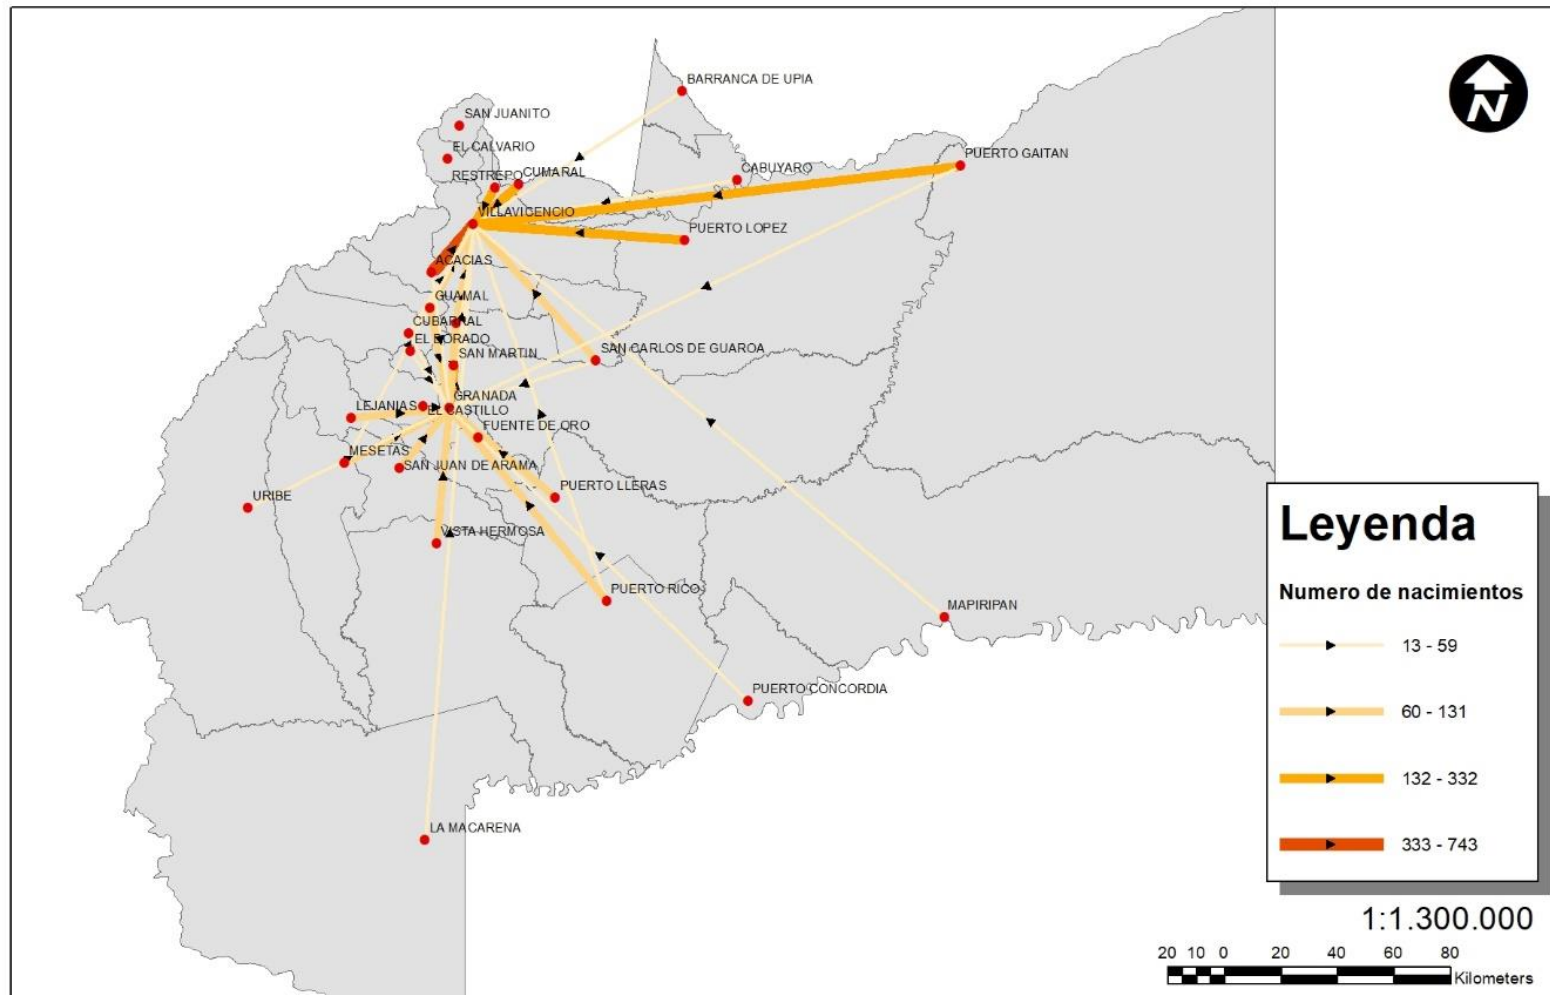 BARRANCA DE UPIA
SAN JUANITO
EL CALVARIO
PUERTO GAITAN
RESTREPO
CUMARAL
CABUYARO
VILLAVICENCIO
PUERTO LOPEZ
ACACIAS
GUAMAL
CUBARRAL
EL DORADO
SAN MARTIN
SAN CARLOS DE GUAROA
GRANADA
LEJANIAS
EL CASTILLO
FUENTE DE ORO
MESETAS
SAN JUAN DE ARAMA
URIBE
PUERTO LLERAS
VISTA HERMOSA
PUERTO RICO
MAPIRIPAN
PUERTO CONCORDIA
LA MACARENA
N
Leyenda
Numero de nacimientos
13 - 59
60 - 131
132 - 332
333 - 743
1:1.300.000
20 10 0 20 40 60 80
Kilometers